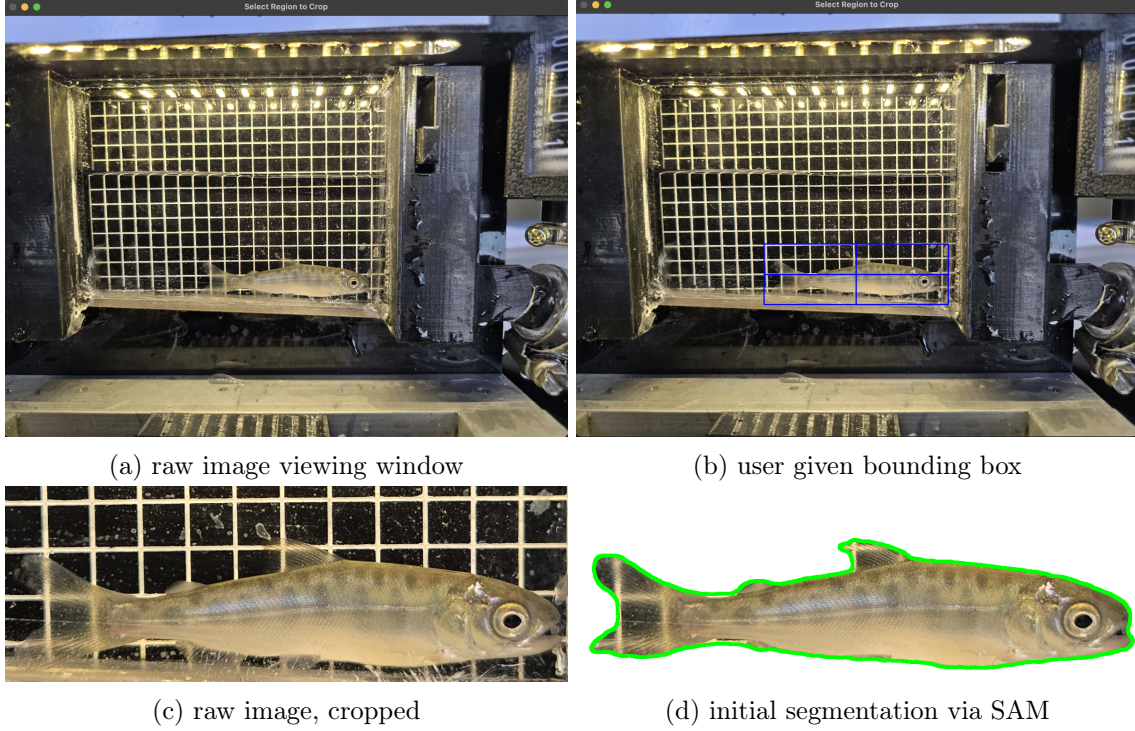 Select Region to Crop
Select Region to Crop
(a) raw image viewing window
(b) user given bounding box
(c) raw image, cropped
(d) initial segmentation via SAM